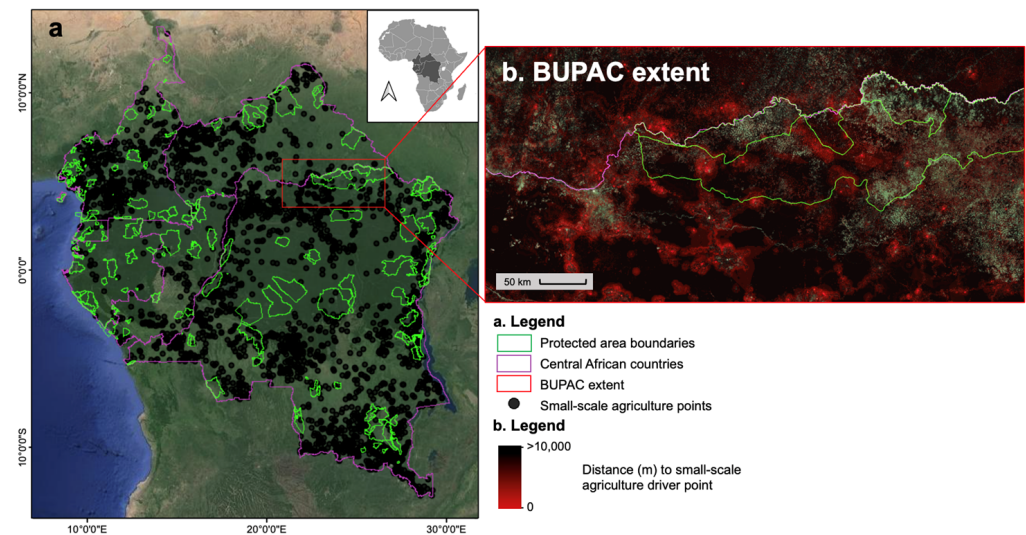 a
b. BUPAC extent
10°0'0"N
0°0'0"
10°0'0"S
10°0'0"E
20°0'0"E
30°0'0"E
50 km
a. Legend
Protected area boundaries
Central African countries
BUPAC extent
Small-scale agriculture points
b. Legend
>10,000
Distance (m) to small-scale
agriculture driver point
0